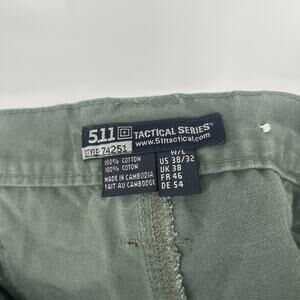 5.11 TACTICAL SERIES®
www.511tactical.com
STYLE 74251
W/L
100% COTTON
US 38/32
100% COTTON
UK 38
MADE IN CAMBODIA
FR 46
FAIT AU CAMBODGE
DE 54